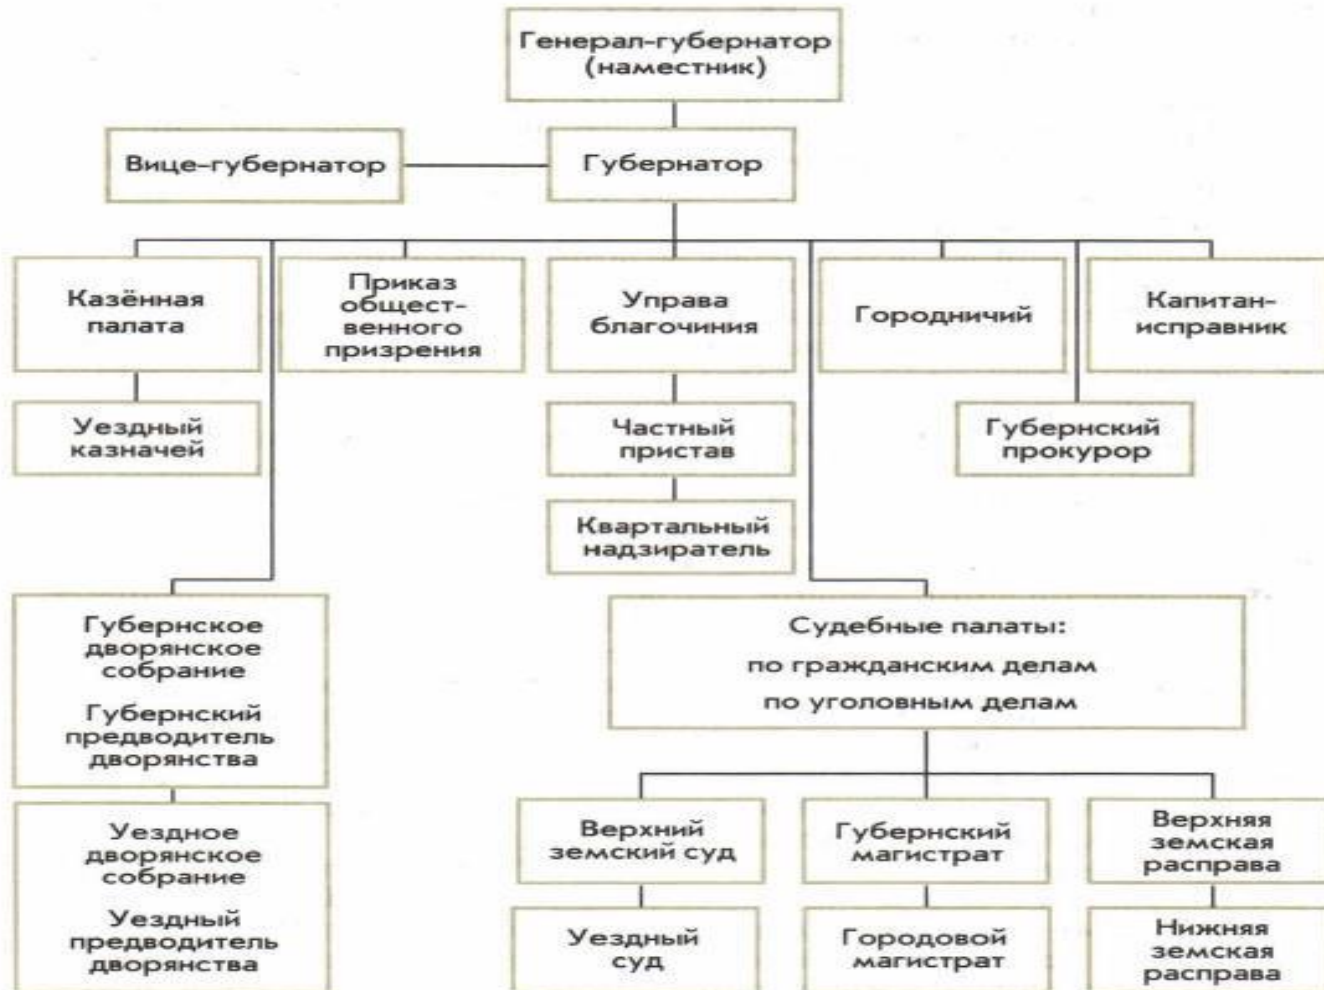 Генерал-губернатор
(наместник)
Вице-губернатор
Губернатор
Казённая
палата
Приказ
общест-
венного
призрения
Управа
благочиния
Городничий
Капитан-
исправник
Уездный
казначей
Частный
пристав
Губернский
прокурор
Квартальный
надзиратель
Губернское
дворянское
собрание
Губернский
предводитель
дворянства
Судебные палаты:
по гражданским делам
по уголовным делам
Уездное
дворянское
собрание
Уездный
предводитель
дворянства
Верхний
земский суд
Губернский
магистрат
Верхняя
земская
расправа
Уездный
суд
Городовой
магистрат
Нижняя
земская
расправа